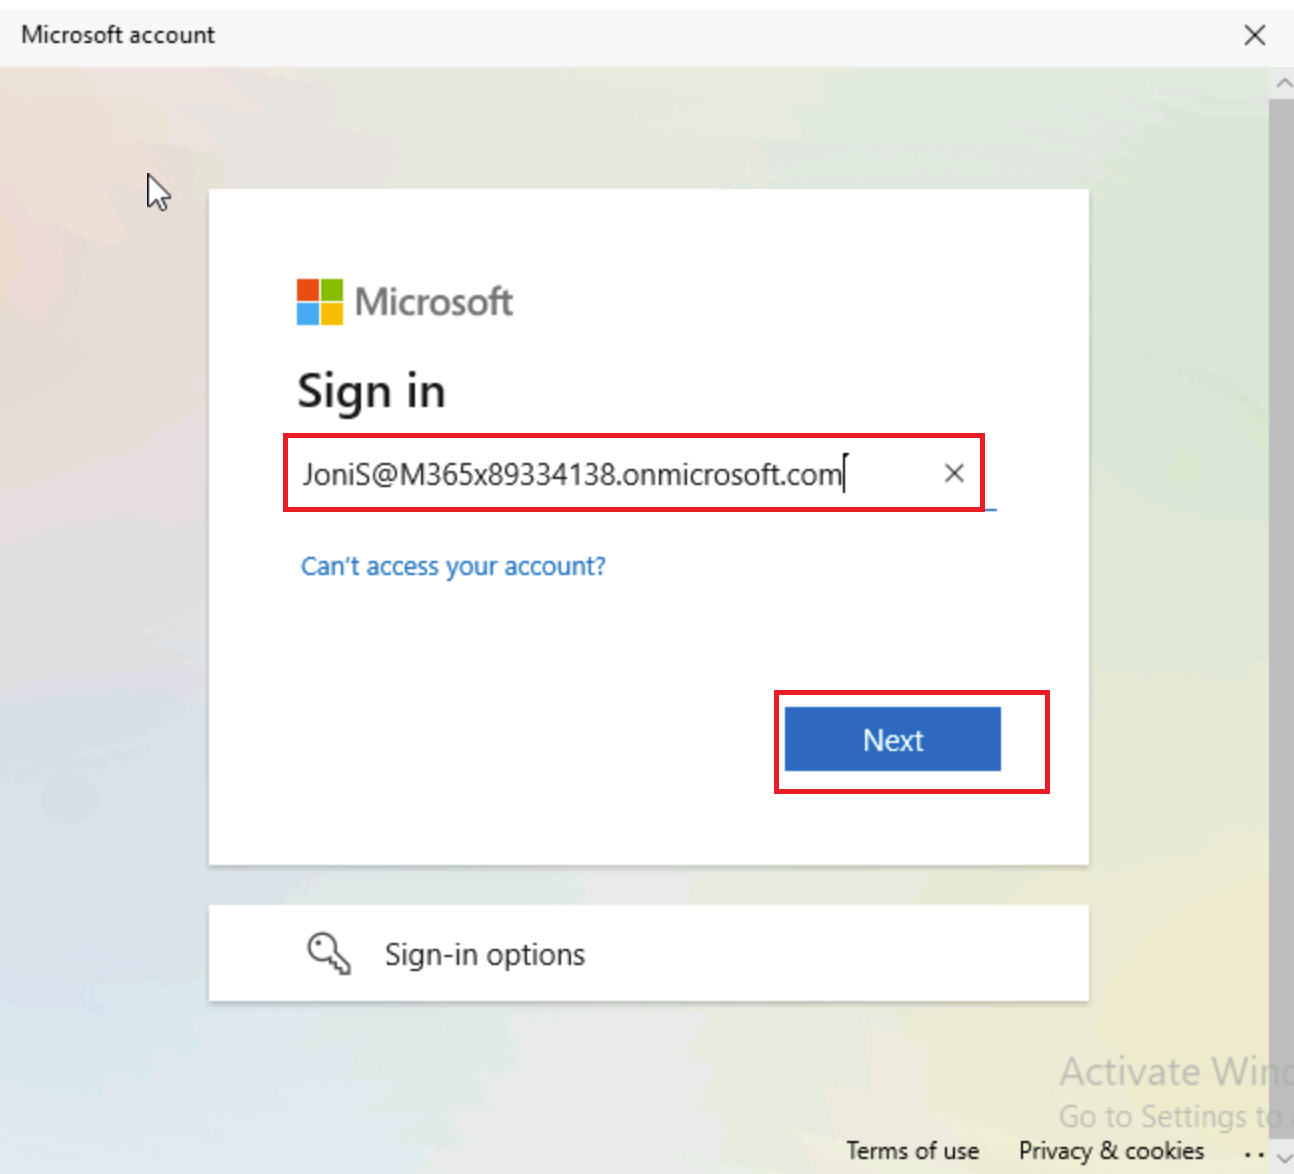 Microsoft account
Microsoft
Sign in
JoniS@M365x89334138.onmicrosoft.com
Can't access your account?
Next
Sign-in options
Activate Wind
Go to Settings to
Terms of use
Privacy & cookies